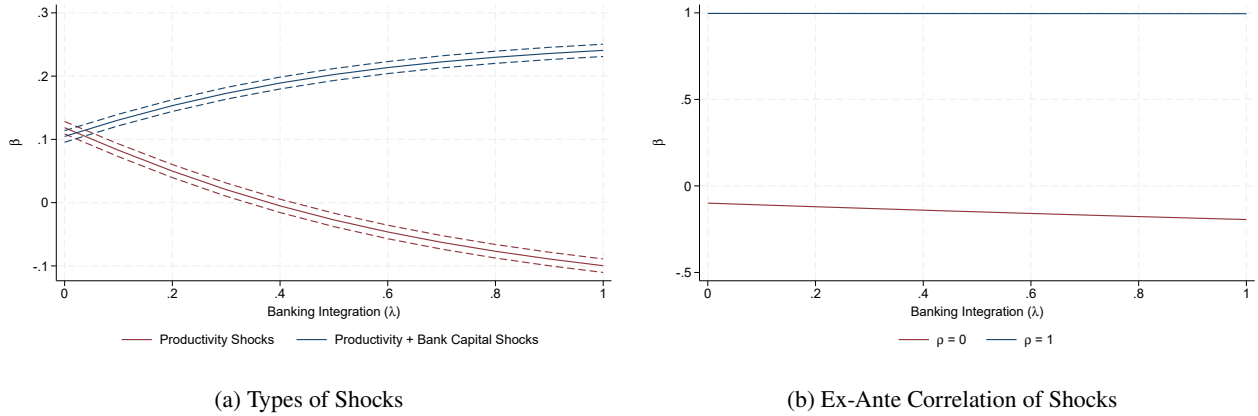 .3
.2
.1
0
-.1
β
0
.2
.4
.6
.8
1
Banking Integration (λ)
Productivity Shocks
Productivity + Bank Capital Shocks
(a) Types of Shocks
1
.5
0
-.5
β
0
.2
.4
.6
.8
1
Banking Integration (λ)
ρ = 0
ρ = 1
(b) Ex-Ante Correlation of Shocks